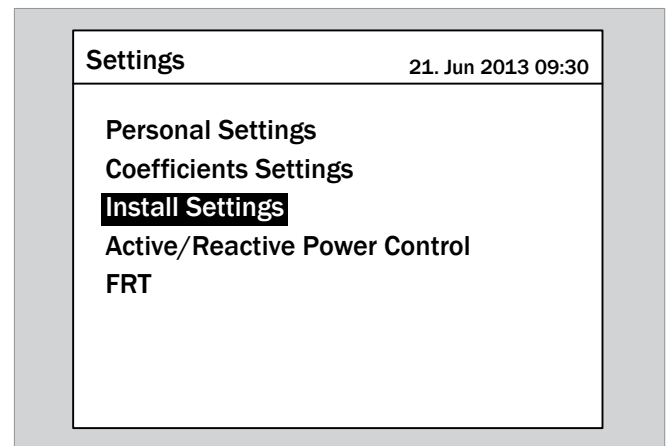 Settings
21. Jun 2013 09:30
Personal Settings
Coefficients Settings
Install Settings
Active/Reactive Power Control
FRT